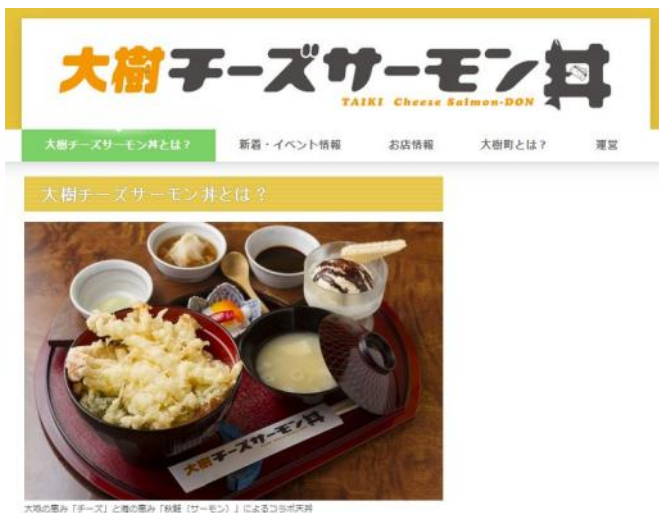 大樹チーズサーモン丼
TAIKI Cheese Salmon-DON
大樹チーズサーモン丼とは？
新着・イベント情報
お店情報
大樹町とは？
運営
大樹チーズサーモン丼とは？
チーズサーモン丼
大地の恵み「チーズ」と海の恵み「秋鮭（サーモン）」によるコラボ天丼